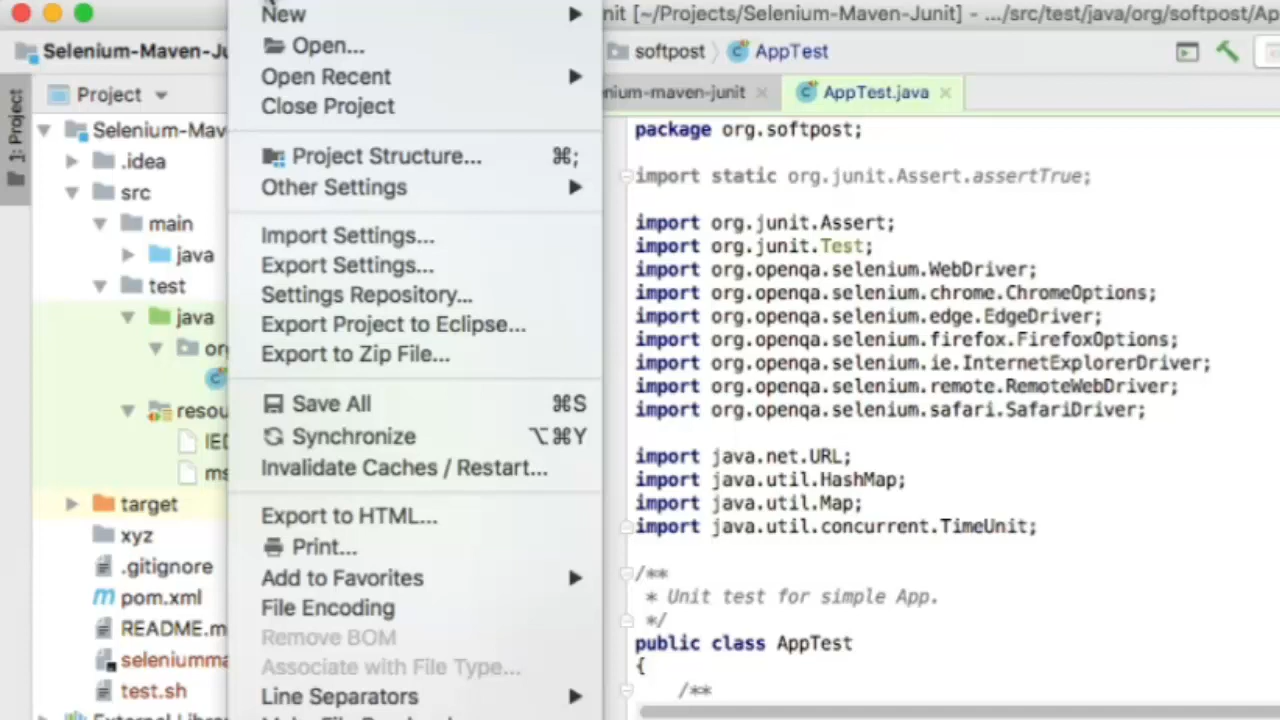 New
Open...
Open Recent
Close Project
Project Structure... ⌘;
Other Settings
Import Settings...
Export Settings...
Settings Repository...
Export Project to Eclipse...
Export to Zip File...
Save All ⌘S
Synchronize ⌥⌘Y
Invalidate Caches / Restart...
Export to HTML...
Print...
Add to Favorites
File Encoding
Remove BOM
Associate with File Type...
Line Separators
nit [~/Projects/Selenium-Maven-Junit] - .../src/test/java/org/softpost/Ap
Selenium-Maven-Ju
softpost
AppTest
1: Project
Project
Selenium-Mav
.idea
src
main
java
test
java
org
resou
IED
ms
target
xyz
.gitignore
pom.xml
README.m
seleniumma
test.sh
nium-maven-junit
AppTest.java
package org.softpost;
import static org.junit.Assert.assertTrue;
import org.junit.Assert;
import org.junit.Test;
import org.openqa.selenium.WebDriver;
import org.openqa.selenium.chrome.ChromeOptions;
import org.openqa.selenium.edge.EdgeDriver;
import org.openqa.selenium.firefox.FirefoxOptions;
import org.openqa.selenium.ie.InternetExplorerDriver;
import org.openqa.selenium.remote.RemoteWebDriver;
import org.openqa.selenium.safari.SafariDriver;
import java.net.URL;
import java.util.HashMap;
import java.util.Map;
import java.util.concurrent.TimeUnit;
/**
* Unit test for simple App.
*/
public class AppTest
{
/**